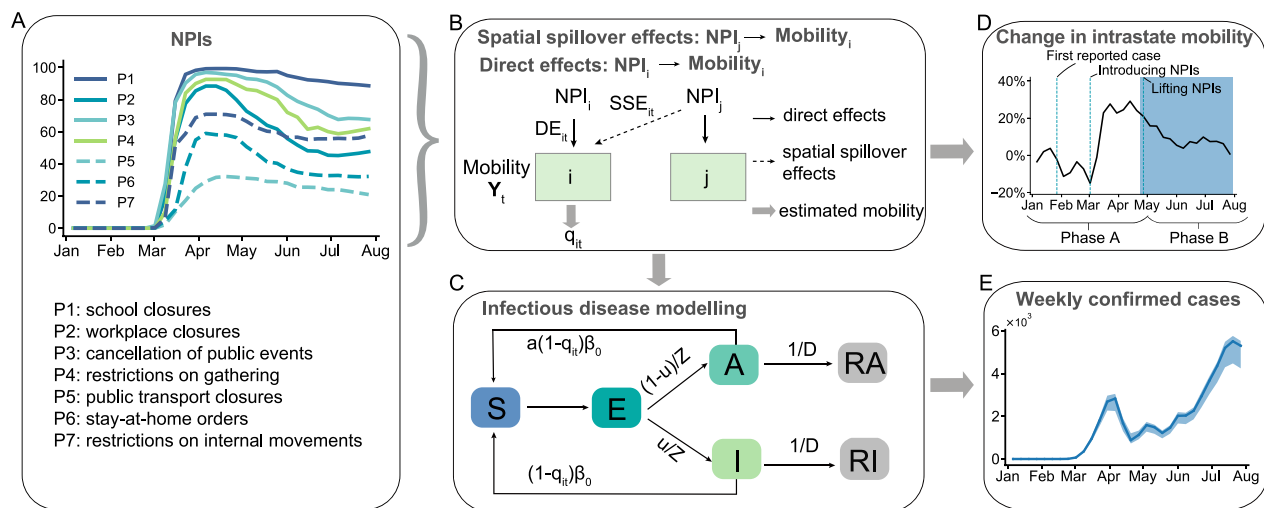 A
NPIs
100
80
60
40
20
0
P1
P2
P3
P4
P5
P6
P7
Jan Feb Mar Apr May Jun Jul Aug
P1: school closures
P2: workplace closures
P3: cancellation of public events
P4: restrictions on gathering
P5: public transport closures
P6: stay-at-home orders
P7: restrictions on internal movements
B
Spatial spillover effects: NPIj → Mobilityi
Direct effects: NPIi → Mobilityi
NPIi
NPIj
SSEit
DEit
direct effects
spatial spillover
effects
Mobility
Yt
i
j
estimated mobility
qit
C
Infectious disease modelling
a(1-qit)β0
S
E
A
I
RA
RI
(1-u)/Z
u/Z
1/D
1/D
(1-qit)β0
D
Change in intrastate mobility
First reported case
Introducing NPIs
Lifting NPIs
40%
20%
0%
−20%
Jan Feb Mar Apr May Jun Jul Aug
Phase A
Phase B
E
Weekly confirmed cases
×10³
6
4
2
0
Jan Feb Mar Apr May Jun Jul Aug